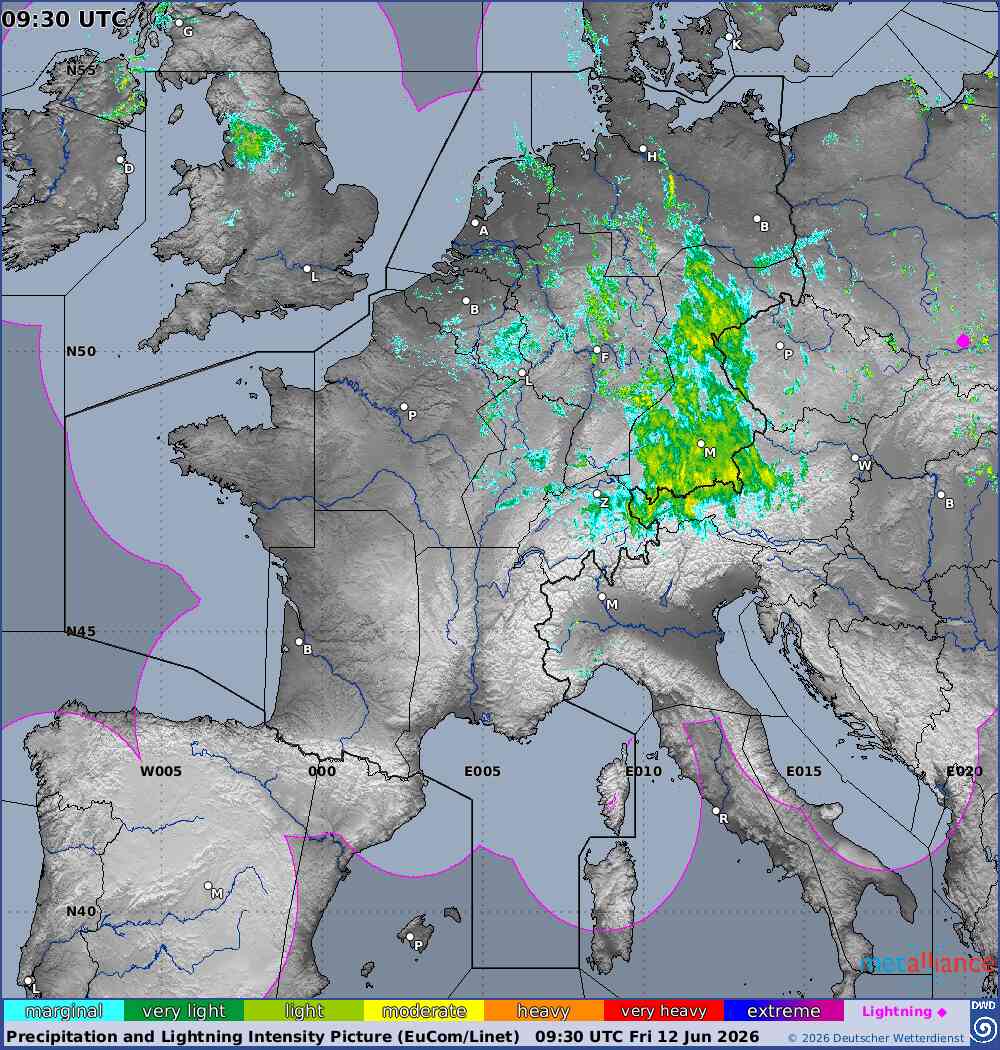 09:30 UTC
G
K
N55
D
H
A
B
L
B
N50
F
P
L
P
M
W
Z
B
M
N45
B
W005
000
E005
E010
E015
E020
R
M
N40
P
L
metalliance
marginal very light light moderate heavy very heavy extreme Lightning ◆
DWD
Precipitation and Lightning Intensity Picture (EuCom/Linet) 09:30 UTC Fri 12 Jun 2026 © 2026 Deutscher Wetterdienst